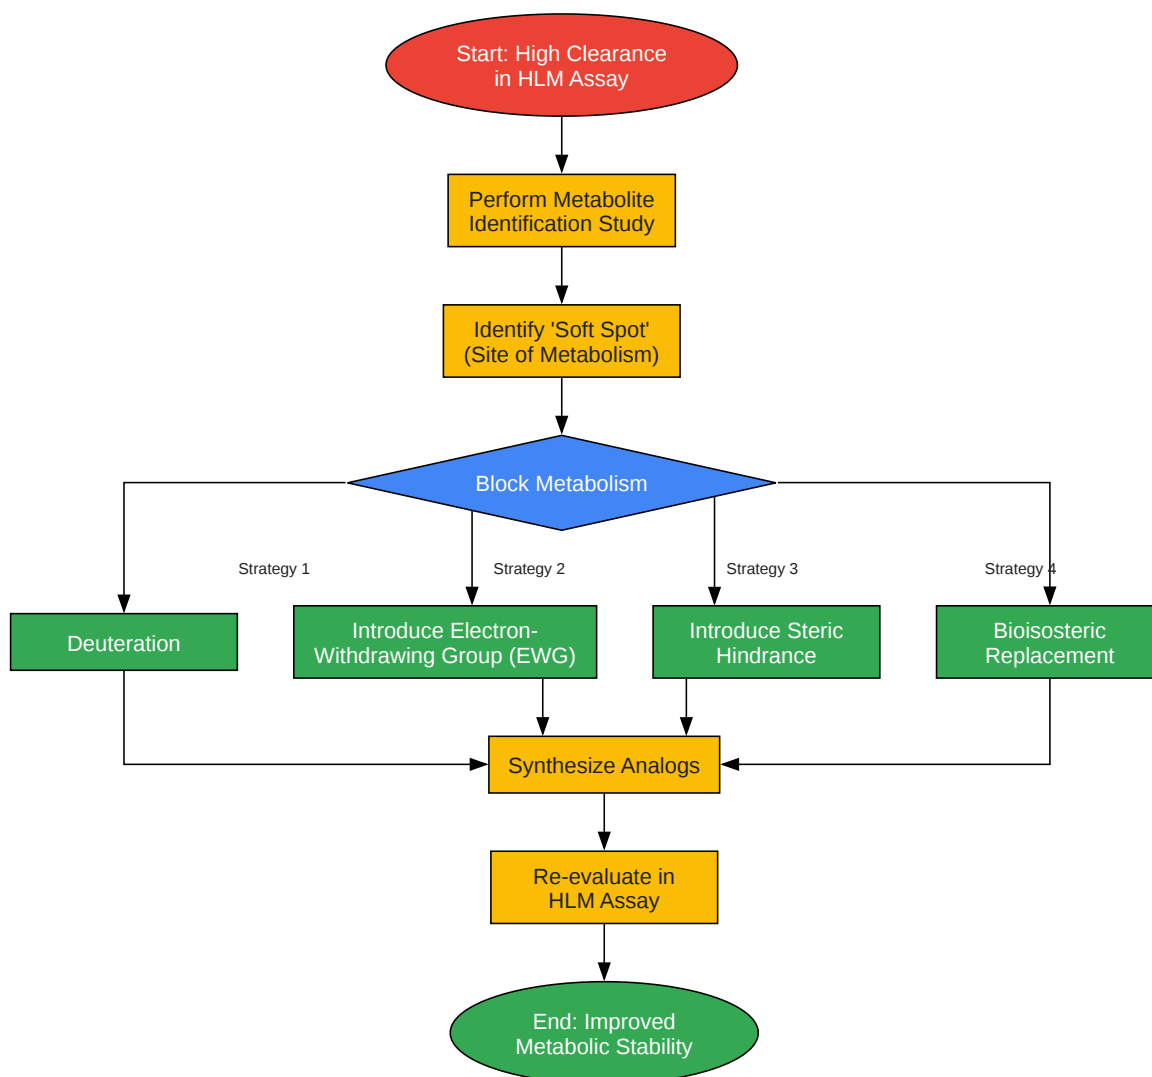 Start: High Clearance
in HLM Assay
Perform Metabolite
Identification Study
Identify 'Soft Spot'
(Site of Metabolism)
Block Metabolism
Strategy 1
Strategy 2
Strategy 3
Strategy 4
Deuteration
Introduce Electron-
Withdrawing Group (EWG)
Introduce Steric
Hindrance
Bioisosteric
Replacement
Synthesize Analogs
Re-evaluate in
HLM Assay
End: Improved
Metabolic Stability